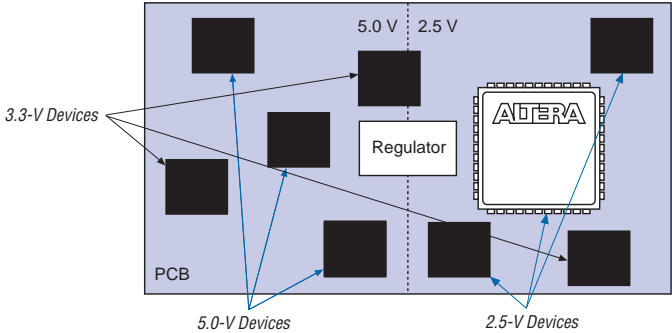 5.0 V 2.5 V
ALTERA
3.3-V Devices
Regulator
PCB
5.0-V Devices
2.5-V Devices